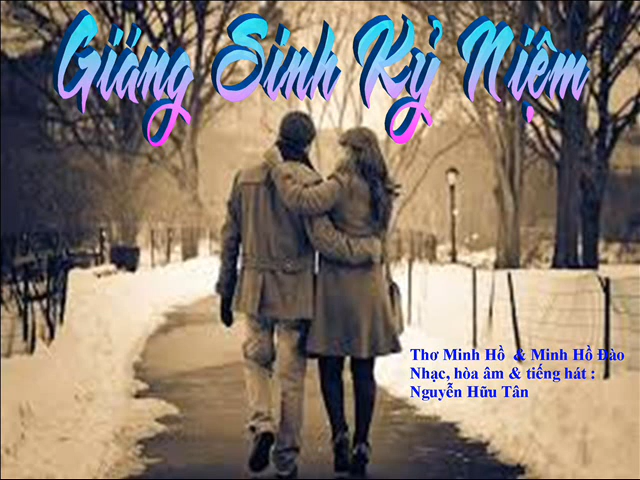 Giáng Sinh Kỷ Niệm
Thơ Minh Hồ & Minh Hồ Đào
Nhạc, hòa âm & tiếng hát :
Nguyễn Hữu Tân